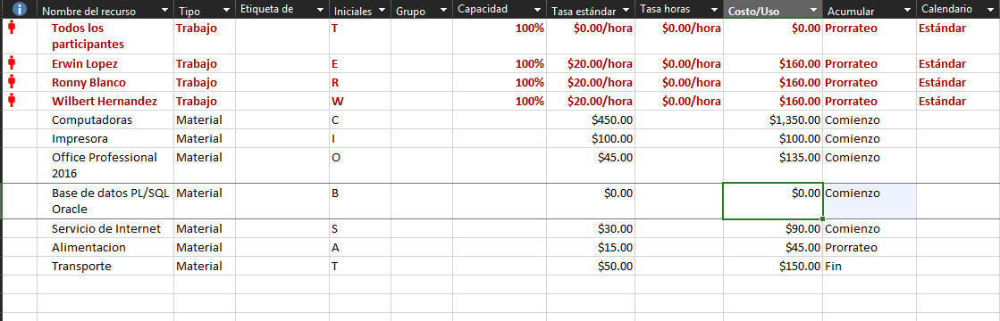 Nombre del recurso Tipo Etiqueta de Iniciales Grupo Capacidad Tasa estándar Tasa horas Costo/Uso Acumular Calendario
Todos los participantes Trabajo T 100% $0.00/hora $0.00/hora $0.00 Prorrateo Estándar
Erwin Lopez Trabajo E 100% $20.00/hora $0.00/hora $160.00 Prorrateo Estándar
Ronny Blanco Trabajo R 100% $20.00/hora $0.00/hora $160.00 Prorrateo Estándar
Wilbert Hernandez Trabajo W 100% $20.00/hora $0.00/hora $160.00 Prorrateo Estándar
Computadoras Material C $450.00 $1,350.00 Comienzo
Impresora Material I $100.00 $100.00 Comienzo
Office Professional 2016 Material O $45.00 $135.00 Comienzo
Base de datos PL/SQL Oracle Material B $0.00 $0.00 Comienzo
Servicio de Internet Material S $30.00 $90.00 Comienzo
Alimentacion Material A $15.00 $45.00 Prorrateo
Transporte Material T $50.00 $150.00 Fin